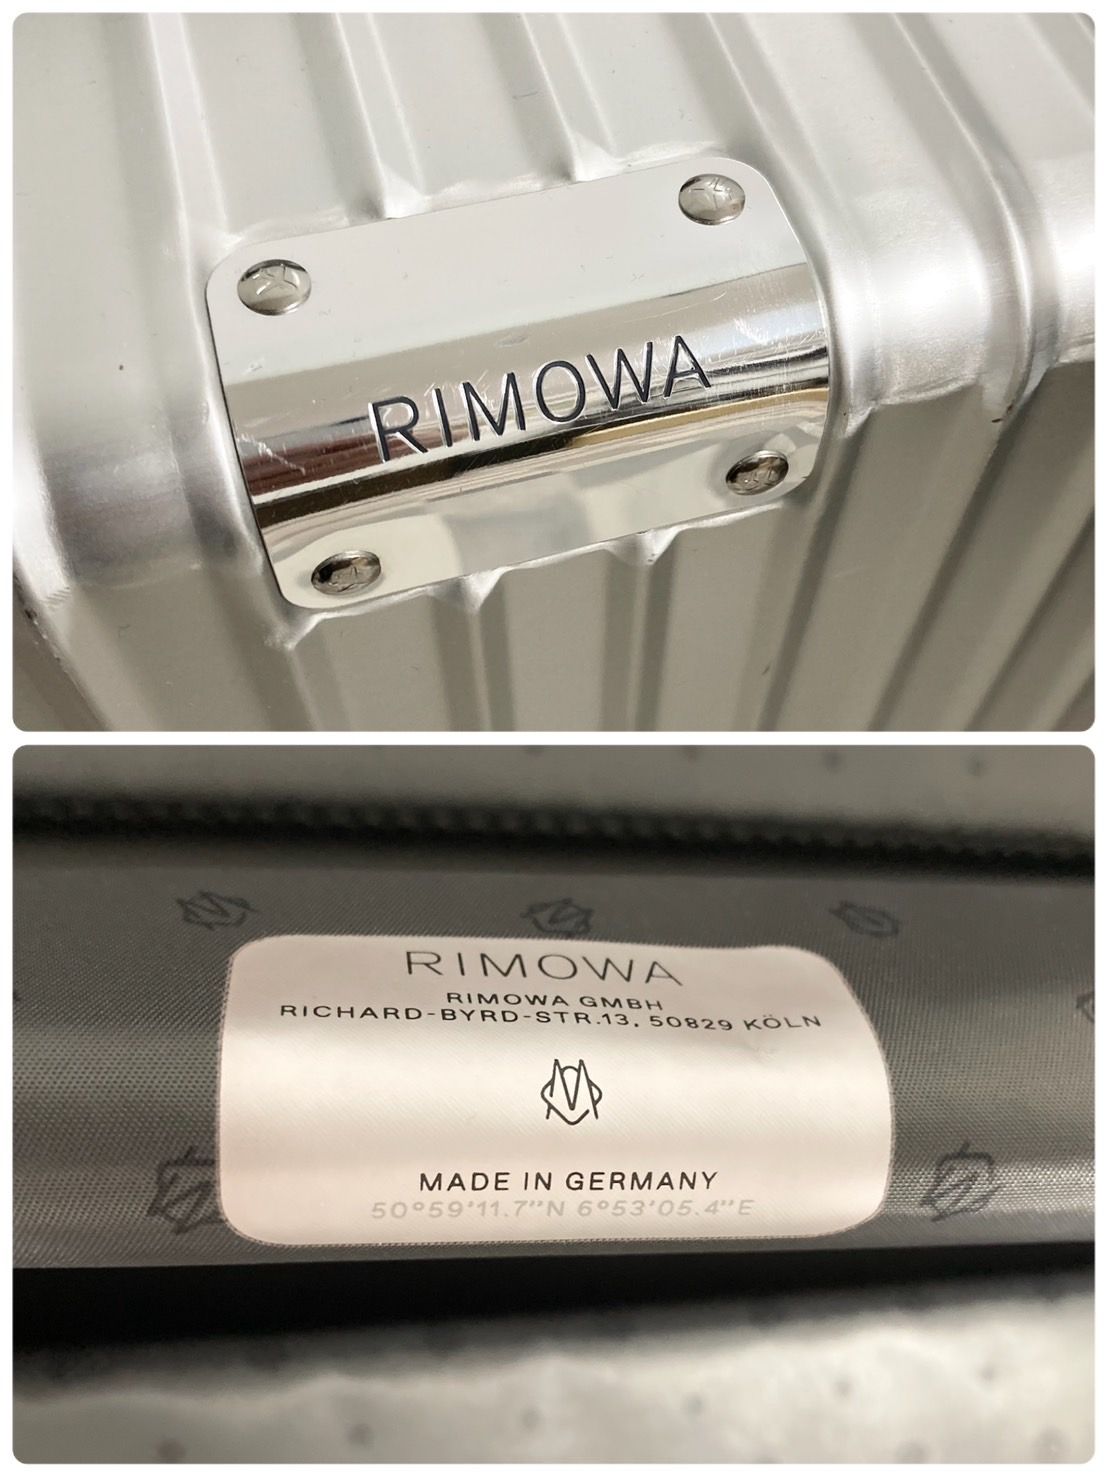 RIMOWA
RIMOWA
RIMOWA GMBH
RICHARD-BYRD-STR.13, 50829 KÖLN
MADE IN GERMANY
50°59'11.7"N 6°53'05.4"E